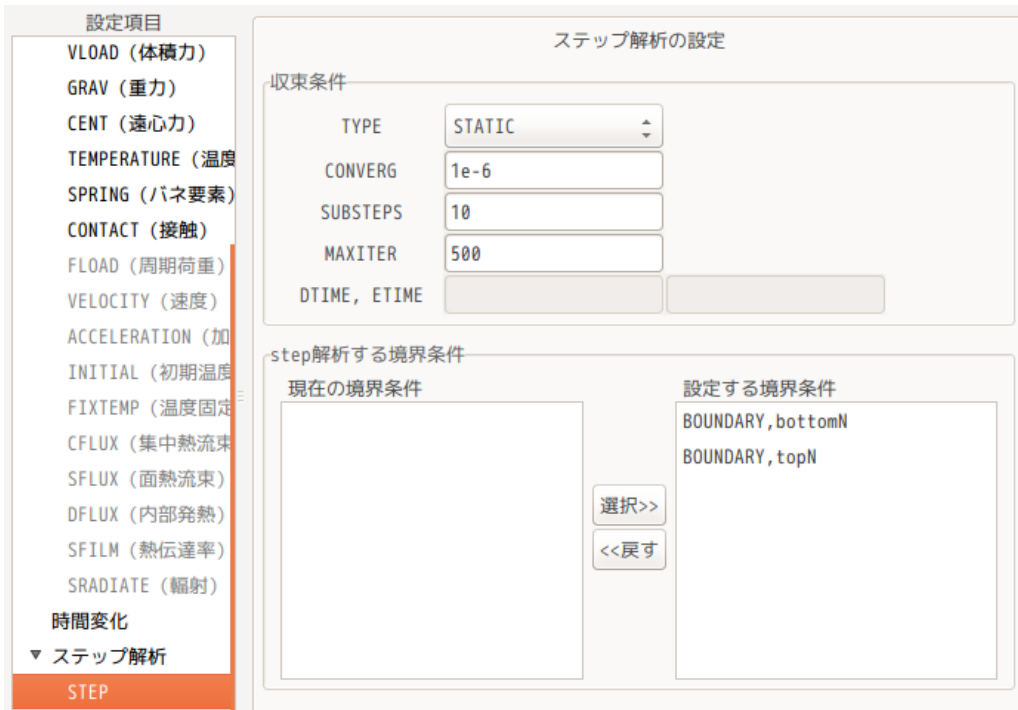 設定項目
VLOAD (体積力)
GRAV (重力)
CENT (遠心力)
TEMPERATURE (温度
SPRING (バネ要素)
CONTACT (接触)
FLOAD (周期荷重)
VELOCITY (速度)
ACCELERATION (加
INITIAL (初期温度
FIXTEMP (温度固定
CFLUX (集中熱流束
SFLUX (面熱流束)
DFLUX (内部発熱)
SFILM (熱伝達率)
SRADIATE (輻射)
時間変化
ステップ解析
STEP
ステップ解析の設定
収束条件
TYPE STATIC
CONVERG 1e-6
SUBSTEPS 10
MAXITER 500
DTIME, ETIME
step解析する境界条件
現在の境界条件
選択>>
<<戻す
設定する境界条件
BOUNDARY,bottomN
BOUNDARY,topN